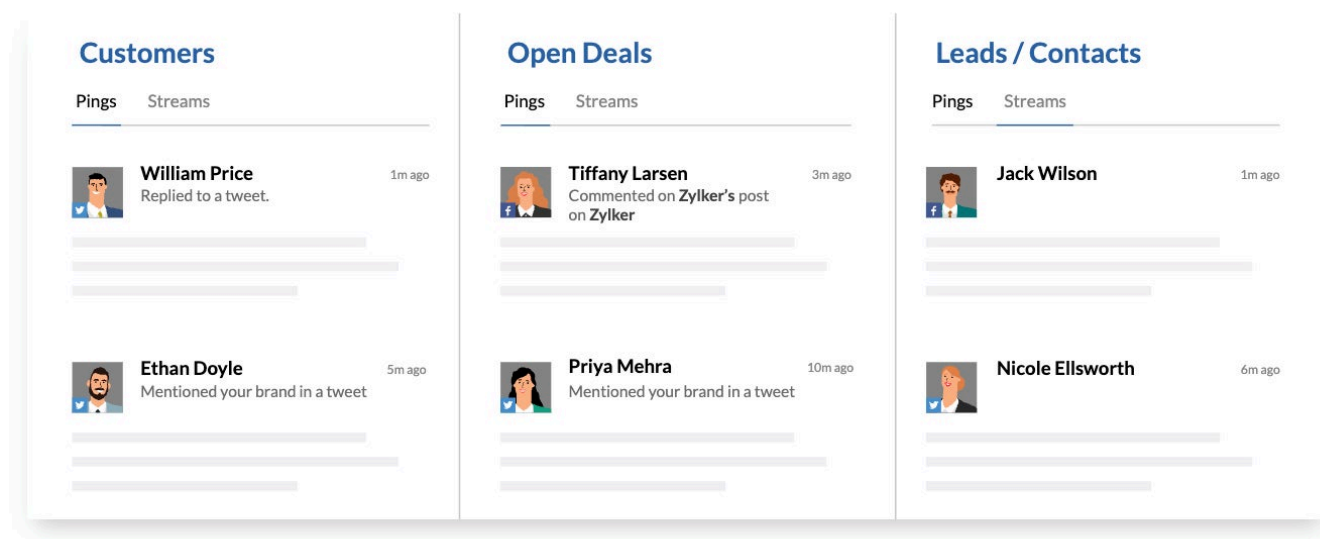 Customers
Pings Streams
William Price 1m ago
Replied to a tweet.
Ethan Doyle 5m ago
Mentioned your brand in a tweet
Open Deals
Pings Streams
Tiffany Larsen 3m ago
Commented on Zylker's post
on Zylker
Priya Mehra 10m ago
Mentioned your brand in a tweet
Leads / Contacts
Pings Streams
Jack Wilson 1m ago
Nicole Ellsworth 6m ago